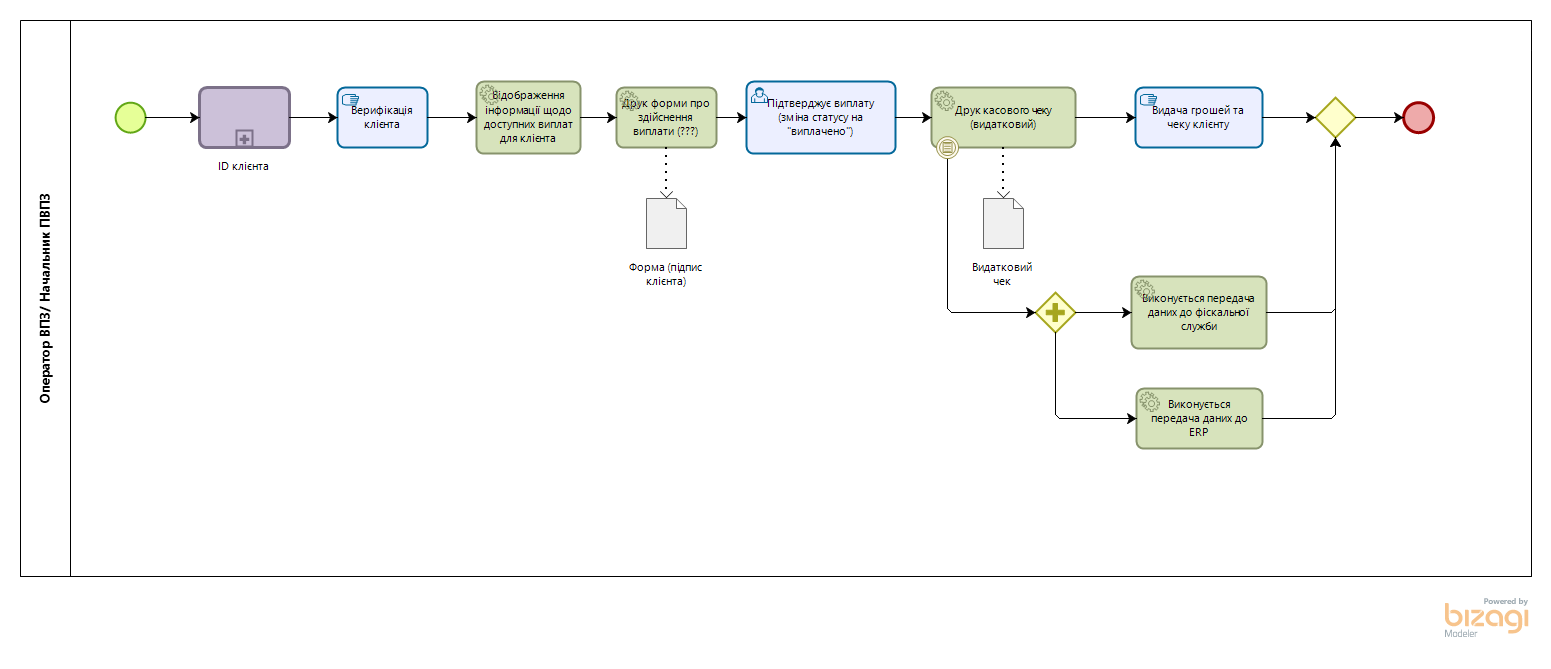 Оператор ВПЗ/ Начальник ПВПЗ
ID клієнта
Верифікація
клієнта
Відображення
інформації щодо
доступних виплат
для клієнта
Друк форми про
здійснення
виплати (???)
Форма (підпис
клієнта)
Підтверджує виплату
(зміна статусу на
"виплачено")
Друк касового чеку
(видатковий)
Видатковий
чек
Видача грошей та
чеку клієнту
Виконується передача
даних до фіскальної
служби
Виконується
передача даних до
ERP
Powered by
bizagi
Modeler